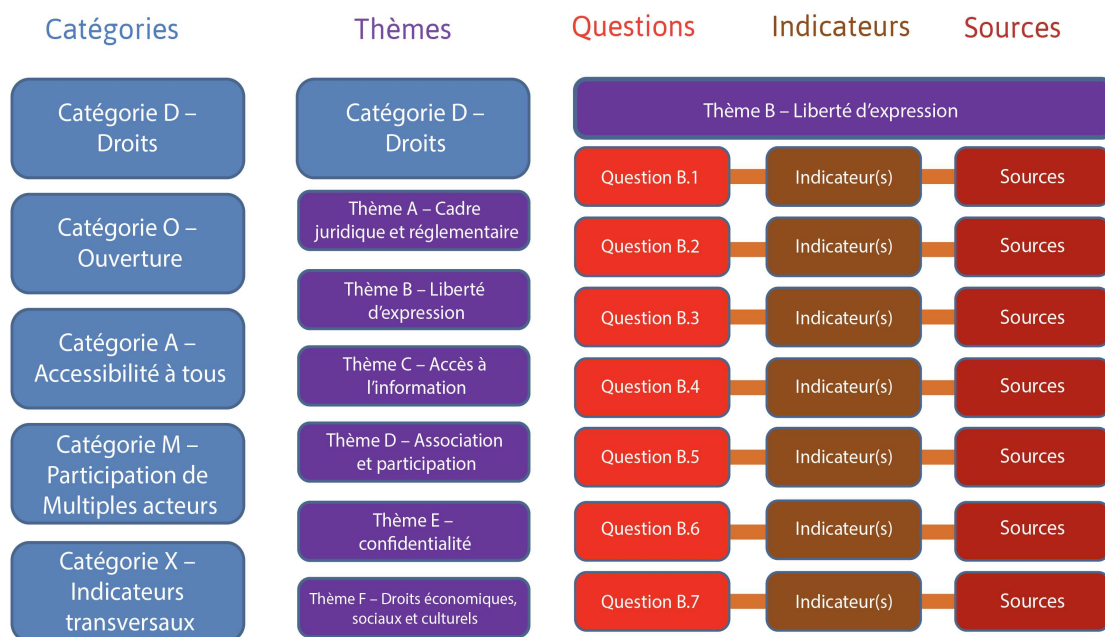 Catégories
Thèmes
Questions
Indicateurs
Sources
Catégorie D –
Droits
Catégorie O –
Ouverture
Catégorie A –
Accessibilité à tous
Catégorie M –
Participation de
Multiples acteurs
Catégorie X –
Indicateurs
transversaux
Catégorie D –
Droits
Thème A – Cadre
juridique et réglementaire
Thème B – Liberté
d’expression
Thème C – Accès à
l’information
Thème D – Association
et participation
Thème E –
confidentialité
Thème F – Droits économiques,
sociaux et culturels
Thème B – Liberté d’expression
Question B.1
Indicateur(s)
Sources
Question B.2
Indicateur(s)
Sources
Question B.3
Indicateur(s)
Sources
Question B.4
Indicateur(s)
Sources
Question B.5
Indicateur(s)
Sources
Question B.6
Indicateur(s)
Sources
Question B.7
Indicateur(s)
Sources